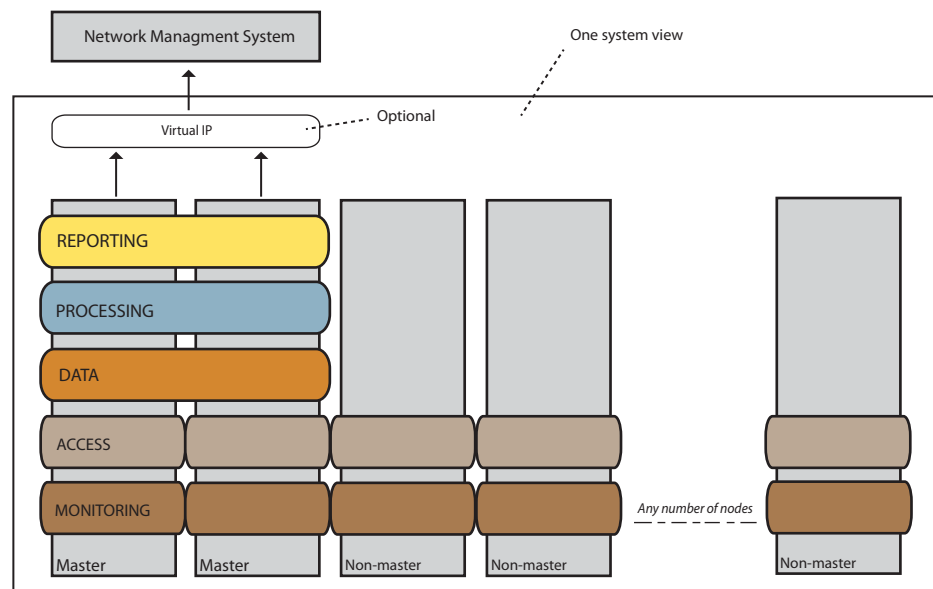 Network Managment System
One system view
Optional
Virtual IP
REPORTING
PROCESSING
DATA
ACCESS
MONITORING
Any number of nodes
Master
Master
Non-master
Non-master
Non-master